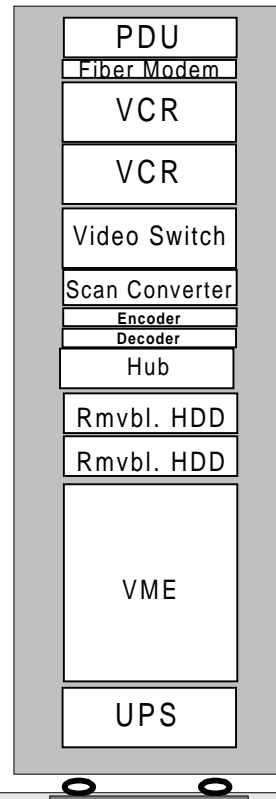 PDU
Fiber Modem
VCR
VCR
Video Switch
Scan Converter
Encoder
Decoder
Hub
Rmvbl. HDD
Rmvbl. HDD
VME
UPS